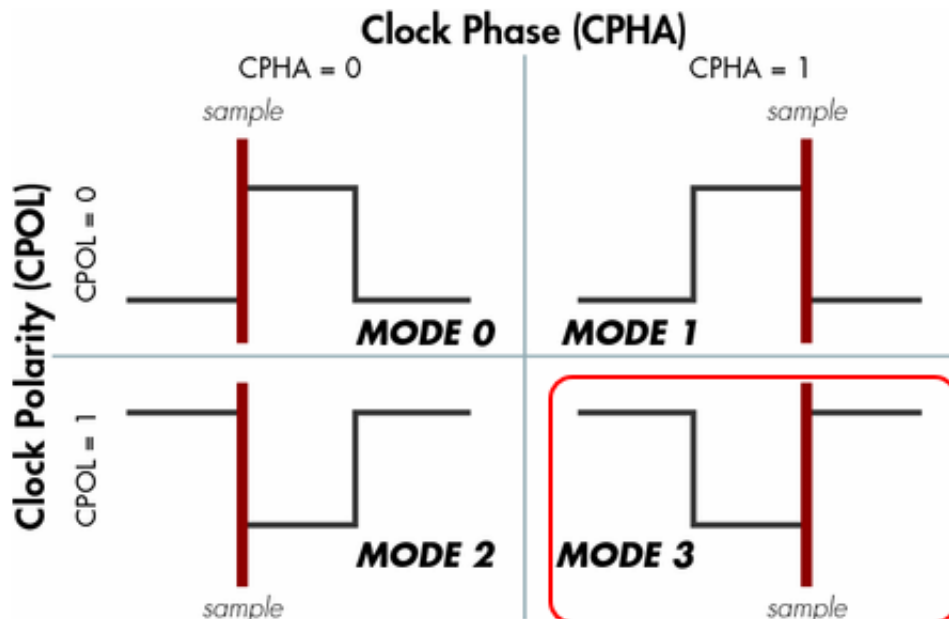 Clock Phase (CPHA)
CPHA = 0
CPHA = 1
sample
sample
Clock Polarity (CPOL)
CPOL = 0
MODE 0
MODE 1
CPOL = 1
MODE 2
MODE 3
sample
sample